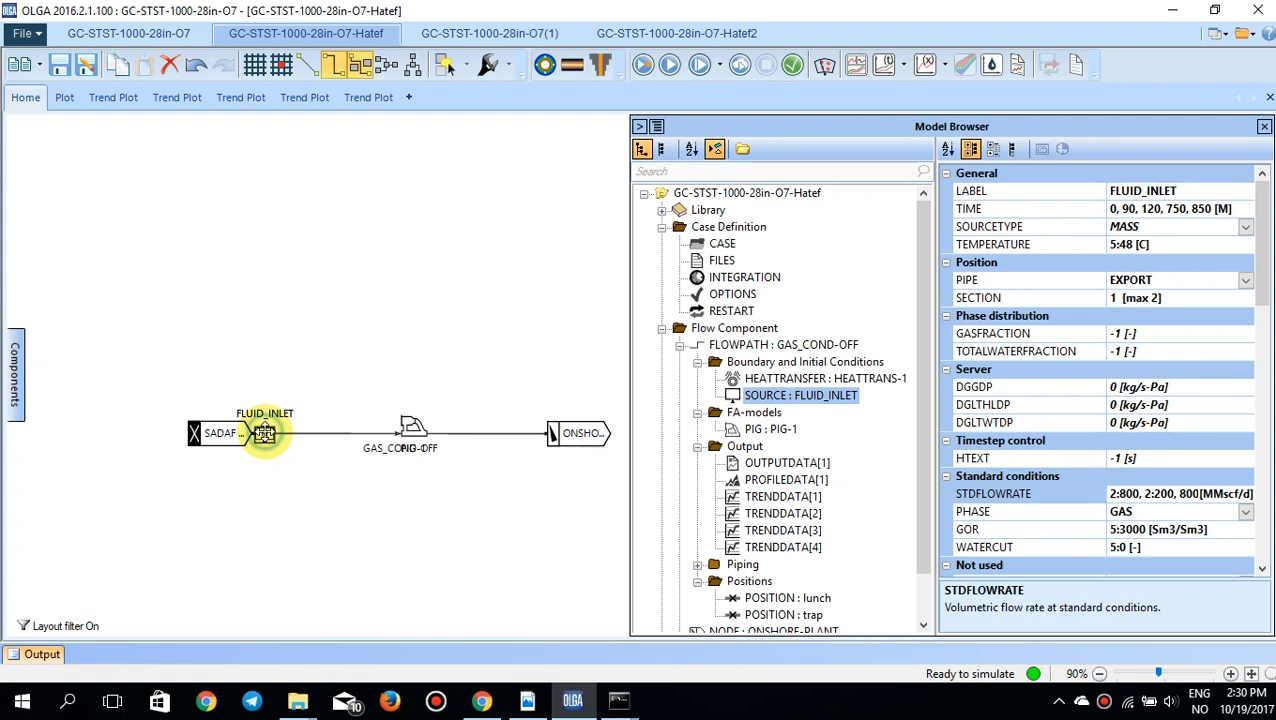 OLGA 2016.2.1.100 : GC-STST-1000-28in-O7 - [GC-STST-1000-28in-O7-Hatef]
File
GC-STST-1000-28in-O7
GC-STST-1000-28in-O7-Hatef
GC-STST-1000-28in-O7(1)
GC-STST-1000-28in-O7-Hatef2
Home
Plot
Trend Plot
Trend Plot
Trend Plot
Trend Plot
Trend Plot
Components
FLUID_INLET
SADAF ...
ONSHO...
Layout filter On
Model Browser
Search
GC-STST-1000-28in-O7-Hatef
Library
Case Definition
CASE
FILES
INTEGRATION
OPTIONS
RESTART
Flow Component
FLOWPATH : GAS_COND-OFF
Boundary and Initial Conditions
HEATTRANSFER : HEATTRANS-1
SOURCE : FLUID_INLET
FA-models
PIG : PIG-1
Output
OUTPUTDATA[1]
PROFILEDATA[1]
TRENDDATA[1]
TRENDDATA[2]
TRENDDATA[3]
TRENDDATA[4]
Piping
Positions
POSITION : lunch
POSITION : trap
NODE : ONSHORE-PLANT
General
LABEL FLUID_INLET
TIME 0, 90, 120, 750, 850 [M]
SOURCETYPE MASS
TEMPERATURE 5:48 [C]
Position
PIPE EXPORT
SECTION 1 [max 2]
Phase distribution
GASFRACTION -1 [-]
TOTALWATERFRACTION -1 [-]
Server
DGGDP 0 [kg/s-Pa]
DGLTHLDP 0 [kg/s-Pa]
DGLTWTDP 0 [kg/s-Pa]
Timestep control
HTEXT -1 [s]
Standard conditions
STDFLOWRATE 2:800, 2:200, 800[MMscf/d]
PHASE GAS
GOR 5:3000 [Sm3/Sm3]
WATERCUT 5:0 [-]
Not used
STDFLOWRATE
Volumetric flow rate at standard conditions.
Output
Ready to simulate
90%
10
ENG
NO
2:30 PM
10/19/2017